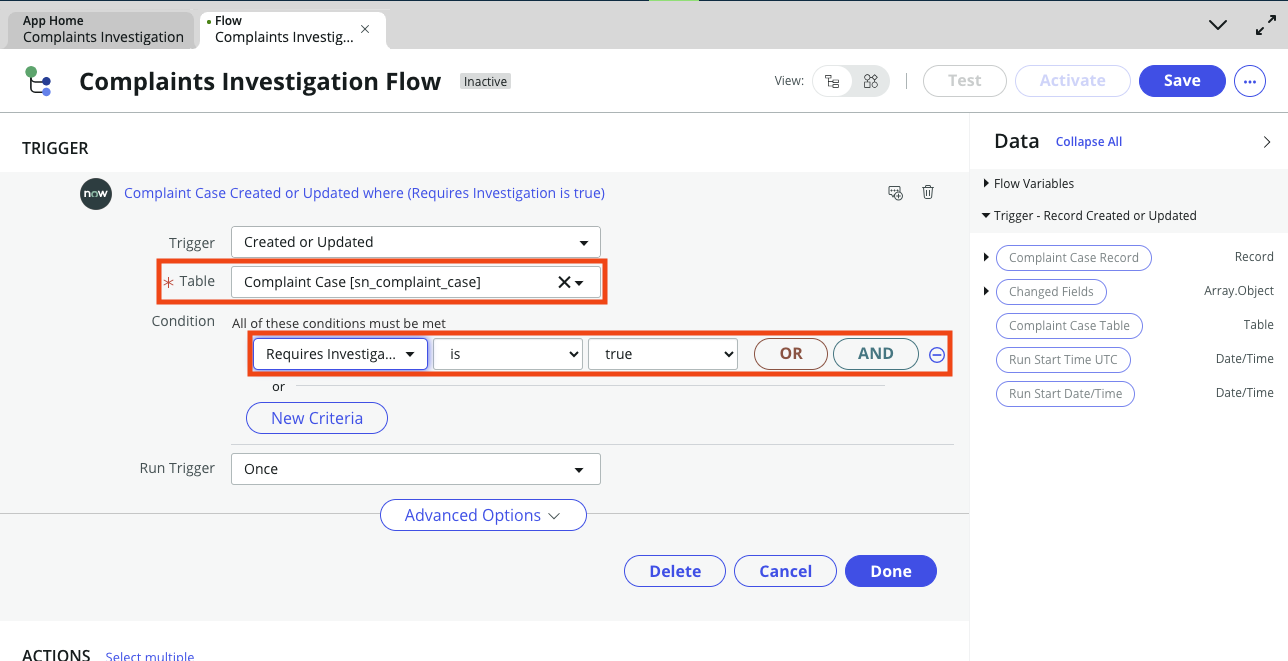 App Home
Complaints Investigation
Flow
Complaints Investig...
Complaints Investigation Flow
Inactive
View:
Test
Activate
Save
TRIGGER
now
Complaint Case Created or Updated where (Requires Investigation is true)
Trigger
Created or Updated
* Table
Complaint Case [sn_complaint_case]
Condition
All of these conditions must be met
Requires Investiga...
is
true
OR
AND
or
New Criteria
Run Trigger
Once
Advanced Options
Delete
Cancel
Done
ACTIONS
Select multiple
Data
Collapse All
Flow Variables
Trigger - Record Created or Updated
Complaint Case Record
Record
Changed Fields
Array.Object
Complaint Case Table
Table
Run Start Time UTC
Date/Time
Run Start Date/Time
Date/Time